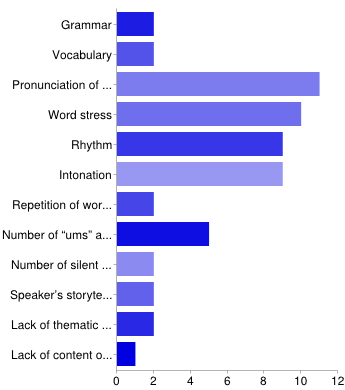 Grammar
Vocabulary
Pronunciation of ...
Word stress
Rhythm
Intonation
Repetition of wor...
Number of “ums” a...
Number of silent ...
Speaker’s storyte...
Lack of thematic ...
Lack of content o...
0 2 4 6 8 10 12